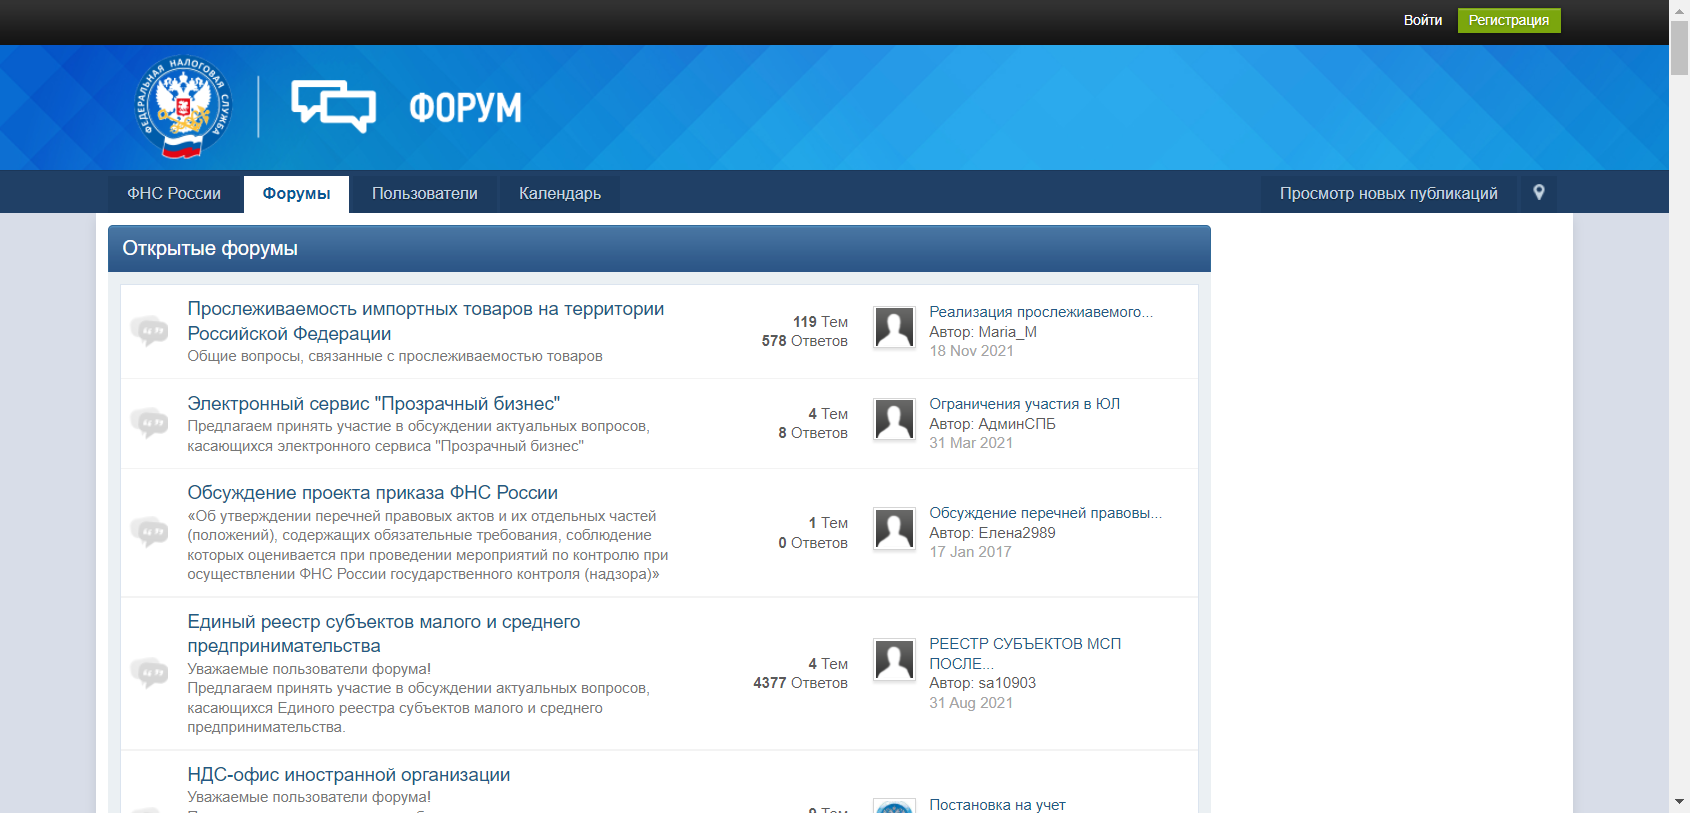 Войти
Регистрация
ФЕДЕРАЛЬНАЯ НАЛОГОВАЯ СЛУЖБА
ФОРУМ
ФНС России
Форумы
Пользователи
Календарь
Просмотр новых публикаций
Открытые форумы
Прослеживаемость импортных товаров на территории
Российской Федерации
Общие вопросы, связанные с прослеживаемостью товаров
119 Тем
578 Ответов
Реализация прослежиавемого...
Автор: Maria_M
18 Nov 2021
Электронный сервис "Прозрачный бизнес"
Предлагаем принять участие в обсуждении актуальных вопросов,
касающихся электронного сервиса "Прозрачный бизнес"
4 Тем
8 Ответов
Ограничения участия в ЮЛ
Автор: АдминСПБ
31 Mar 2021
Обсуждение проекта приказа ФНС России
«Об утверждении перечней правовых актов и их отдельных частей
(положений), содержащих обязательные требования, соблюдение
которых оценивается при проведении мероприятий по контролю при
осуществлении ФНС России государственного контроля (надзора)»
1 Тем
0 Ответов
Обсуждение перечней правовы...
Автор: Елена2989
17 Jan 2017
Единый реестр субъектов малого и среднего
предпринимательства
Уважаемые пользователи форума!
Предлагаем принять участие в обсуждении актуальных вопросов,
касающихся Единого реестра субъектов малого и среднего
предпринимательства.
4 Тем
4377 Ответов
РЕЕСТР СУБЪЕКТОВ МСП
ПОСЛЕ...
Автор: sa10903
31 Aug 2021
НДС-офис иностранной организации
Уважаемые пользователи форума!
Постановка на учет